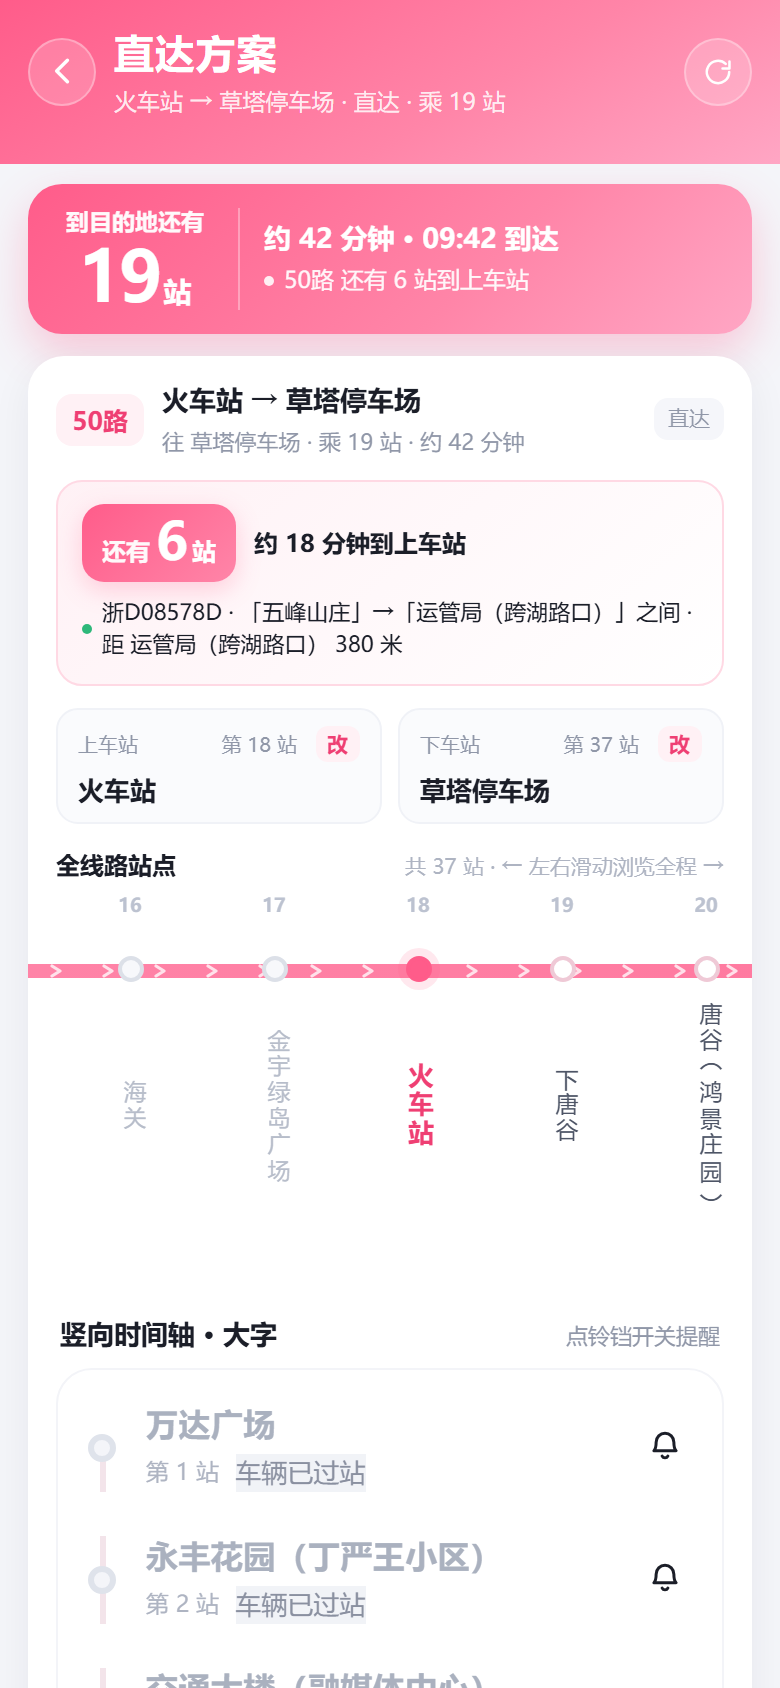 直达方案
火车站 → 草塔停车场 · 直达 · 乘 19 站
到目的地还有
19站
约 42 分钟 • 09:42 到达
50路 还有 6 站到上车站
50路
火车站 → 草塔停车场
往 草塔停车场 · 乘 19 站 · 约 42 分钟
直达
还有 6 站
约 18 分钟到上车站
浙D08578D · 「五峰山庄」→「运管局（跨湖路口）」之间 ·
距 运管局（跨湖路口） 380 米
上车站 第 18 站 改
火车站
下车站 第 37 站 改
草塔停车场
全线路站点
共 37 站 · ← 左右滑动浏览全程 →
16 17 18 19 20
海关
金宇绿岛广场
火车站
下唐谷
唐谷（鸿景庄园）
竖向时间轴 • 大字
点铃铛开关提醒
万达广场
第 1 站 车辆已过站
永丰花园（丁严王小区）
第 2 站 车辆已过站
交通大楼（融媒体中心）